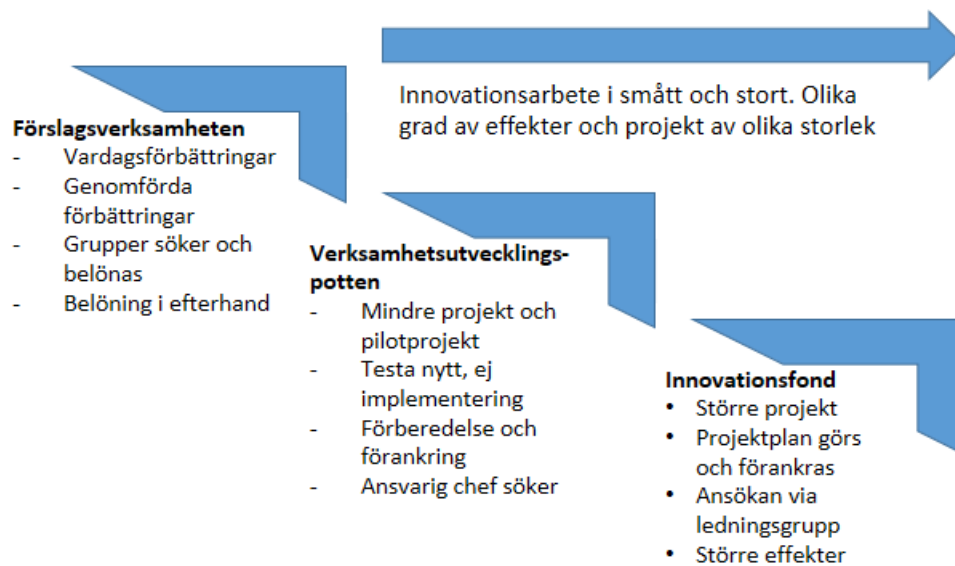 Innovationsarbete i smått och stort. Olika
grad av effekter och projekt av olika storlek
Förslagsverksamheten
- Vardagsförbättringar
- Genomförda
förbättringar
- Grupper söker och
belönas
- Belöning i efterhand
Verksamhetsutvecklings-
potten
- Mindre projekt och
pilotprojekt
- Testa nytt, ej
implementering
- Förberedelse och
förankring
- Ansvarig chef söker
Innovationsfond
• Större projekt
• Projektplan görs
och förankras
• Ansökan via
ledningsgrupp
• Större effekter